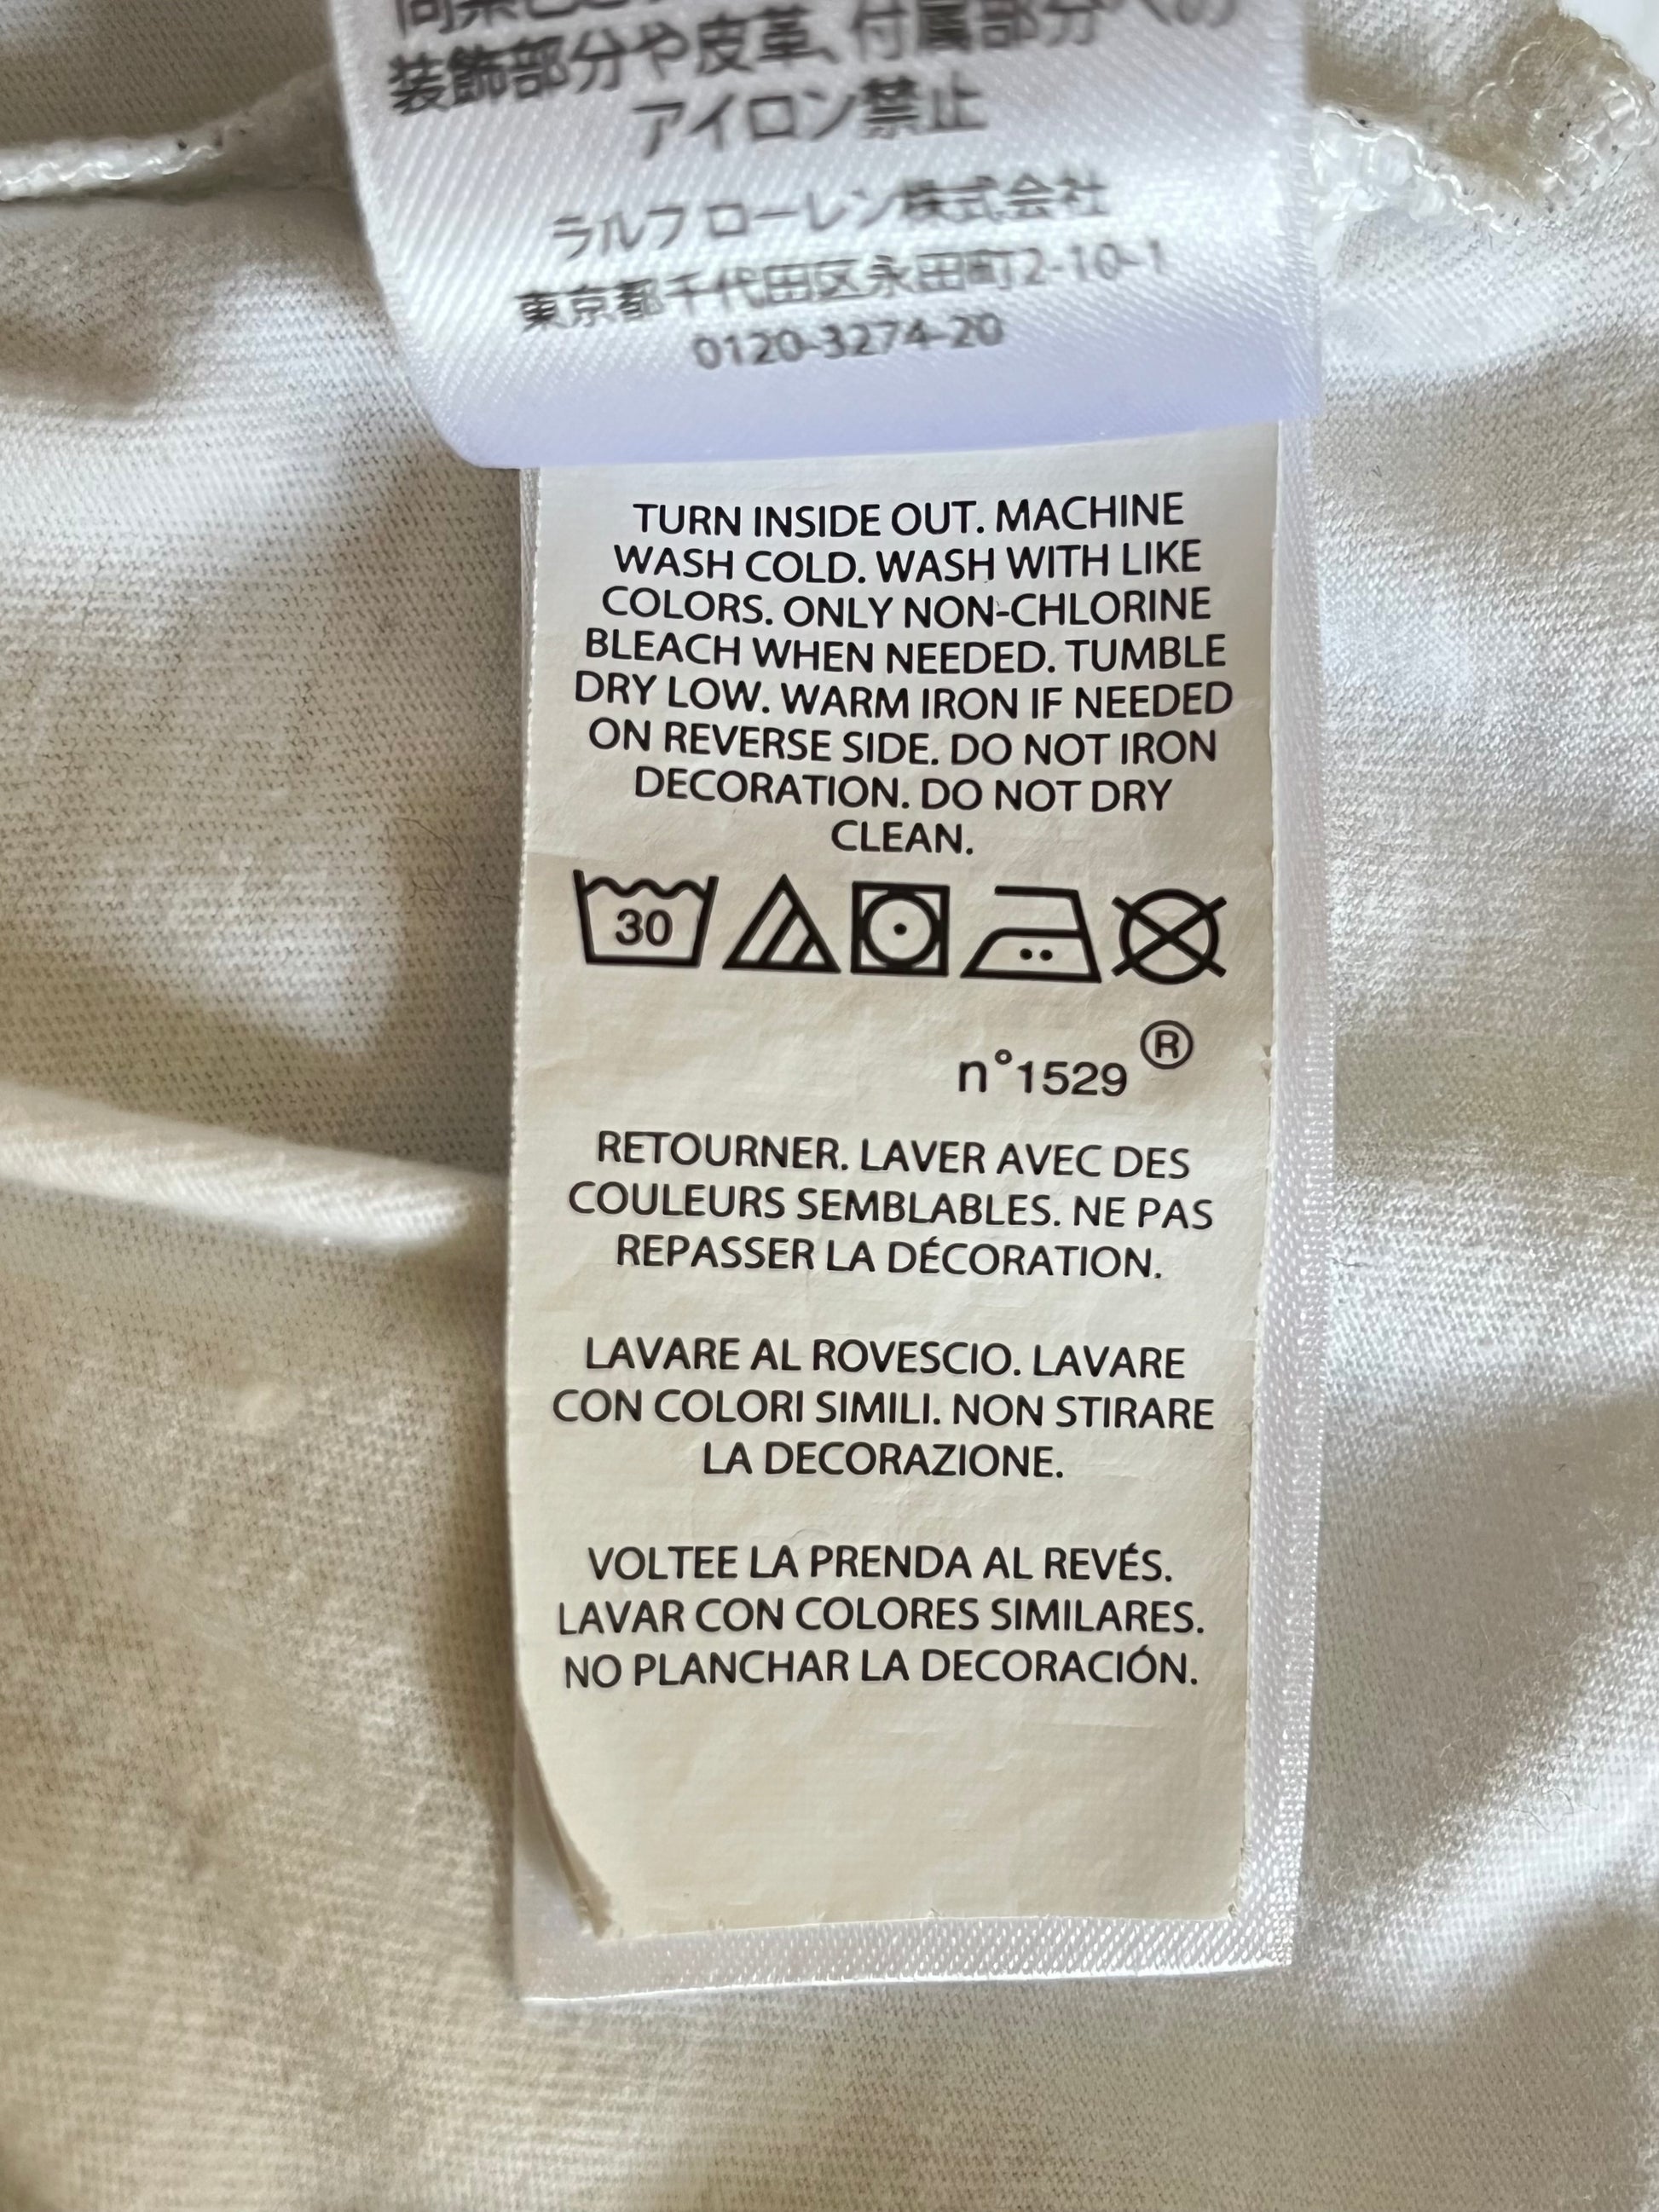 装飾部分や皮革、付属部分への
アイロン禁止
ラルフ ローレン株式会社
東京都千代田区永田町2-10-1
0120-3274-20
TURN INSIDE OUT. MACHINE
WASH COLD. WASH WITH LIKE
COLORS. ONLY NON-CHLORINE
BLEACH WHEN NEEDED. TUMBLE
DRY LOW. WARM IRON IF NEEDED
ON REVERSE SIDE. DO NOT IRON
DECORATION. DO NOT DRY
CLEAN.
30
n°1529 ®
RETOURNER. LAVER AVEC DES
COULEURS SEMBLABLES. NE PAS
REPASSER LA DÉCORATION.
LAVARE AL ROVESCIO. LAVARE
CON COLORI SIMILI. NON STIRARE
LA DECORAZIONE.
VOLTEE LA PRENDA AL REVÉS.
LAVAR CON COLORES SIMILARES.
NO PLANCHAR LA DECORACIÓN.